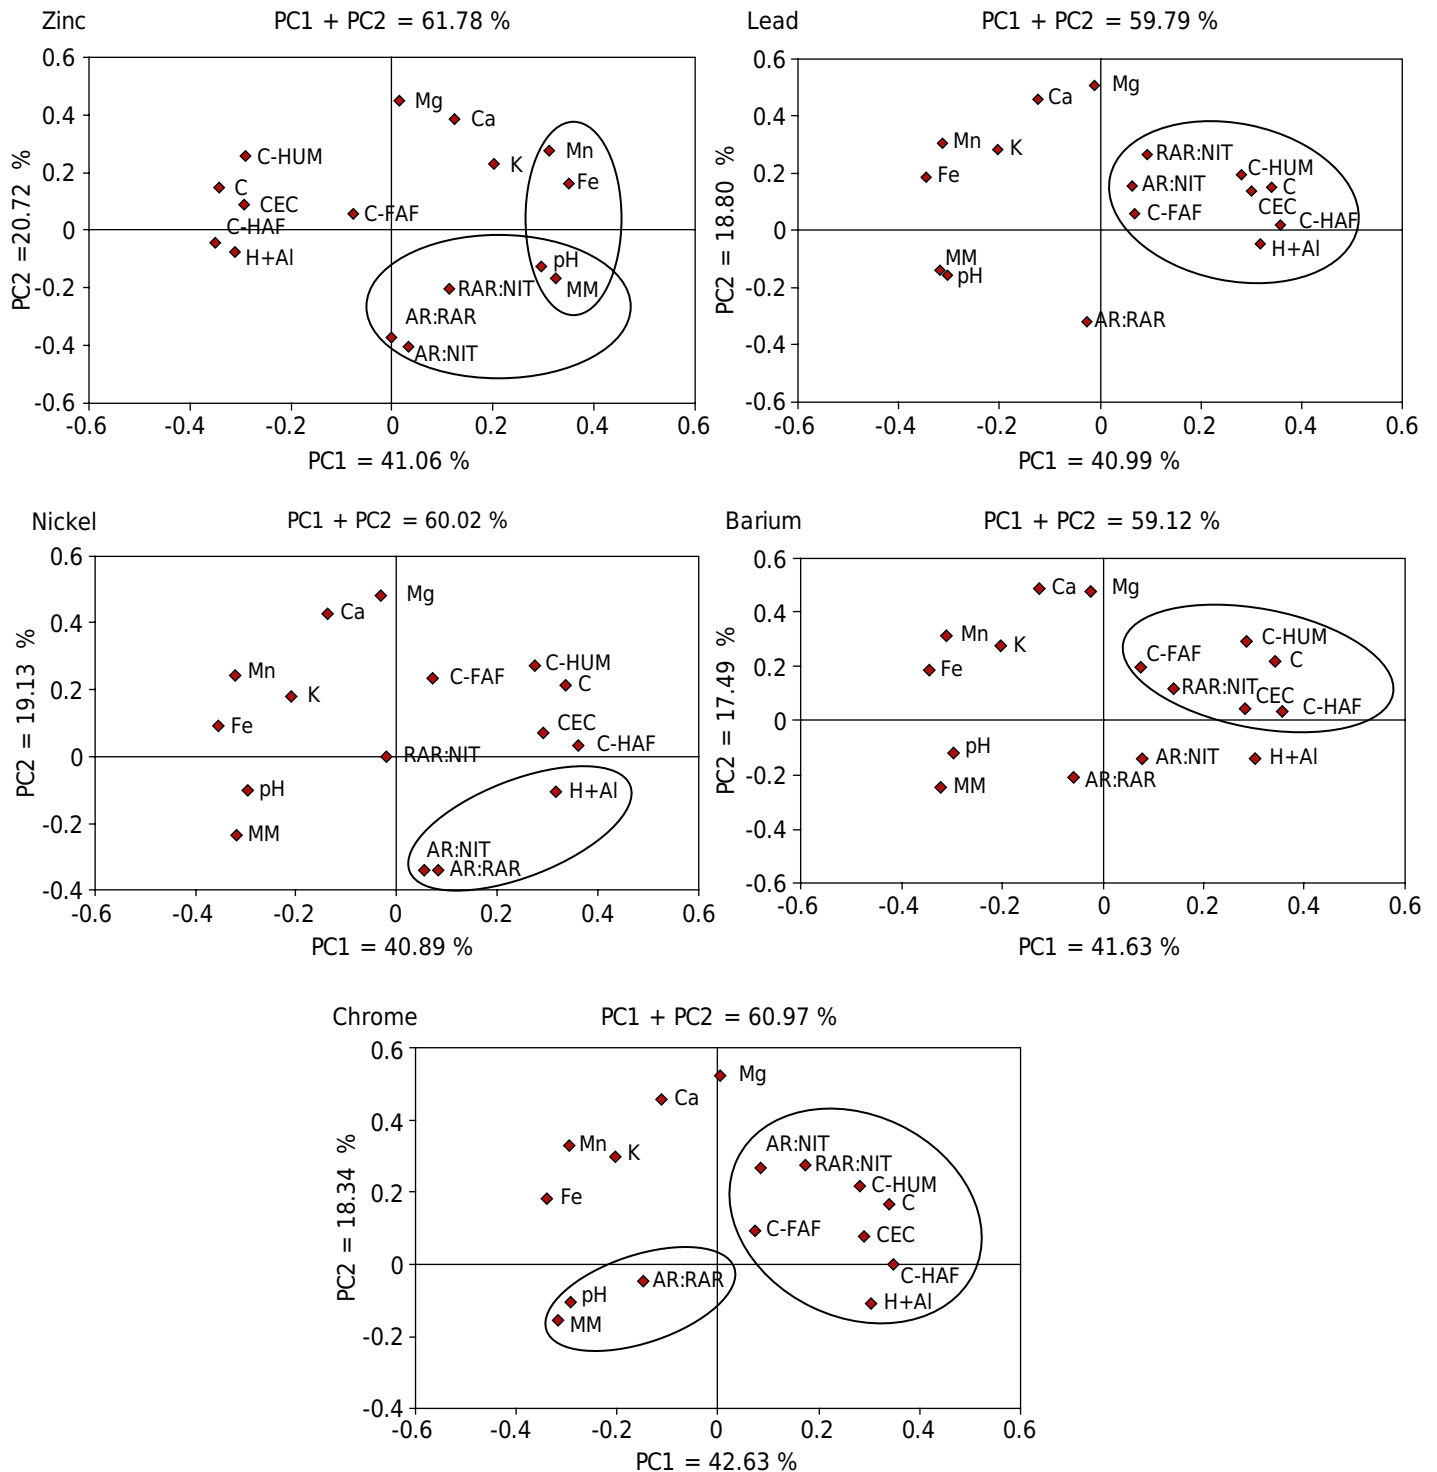 Zinc
PC1 + PC2 = 61.78 %
0.6
0.4
0.2
0
-0.2
-0.4
-0.6
PC2 =20.72 %
Mg
Ca
K
Mn
Fe
C-HUM
C
CEC
C-FAF
C-HAF
H+Al
pH
MM
RAR:NIT
AR:RAR
AR:NIT
-0.6 -0.4 -0.2 0 0.2 0.4 0.6
PC1 = 41.06 %
Lead
PC1 + PC2 = 59.79 %
0.6
0.4
0.2
0
-0.2
-0.4
-0.6
PC2 = 18.80 %
Mg
Ca
Mn
K
Fe
RAR:NIT
C-HUM
AR:NIT
C
CEC
C-FAF
C-HAF
H+Al
MM
pH
AR:RAR
-0.6 -0.4 -0.2 0 0.2 0.4 0.6
PC1 = 40.99 %
Nickel
PC1 + PC2 = 60.02 %
0.6
0.4
0.2
0
-0.2
-0.4
PC2 = 19.13 %
Mg
Ca
Mn
K
Fe
C-FAF
C-HUM
C
CEC
C-HAF
RAR:NIT
pH
MM
H+Al
AR:NIT
AR:RAR
-0.6 -0.4 -0.2 0 0.2 0.4 0.6
PC1 = 40.89 %
Barium
PC1 + PC2 = 59.12 %
0.6
0.4
0.2
0
-0.2
-0.4
-0.6
PC2 = 17.49 %
Ca
Mg
Mn
K
Fe
C-HUM
C-FAF
C
RAR:NIT
CEC
C-HAF
pH
MM
AR:NIT
H+Al
AR:RAR
-0.6 -0.4 -0.2 0 0.2 0.4 0.6
PC1 = 41.63 %
Chrome
PC1 + PC2 = 60.97 %
0.6
0.4
0.2
0
-0.2
-0.4
PC2 = 18.34 %
Mg
Ca
Mn
K
Fe
AR:NIT
RAR:NIT
C-HUM
C
C-FAF
CEC
C-HAF
H+Al
AR:RAR
pH
MM
-0.6 -0.4 -0.2 0 0.2 0.4 0.6
PC1 = 42.63 %